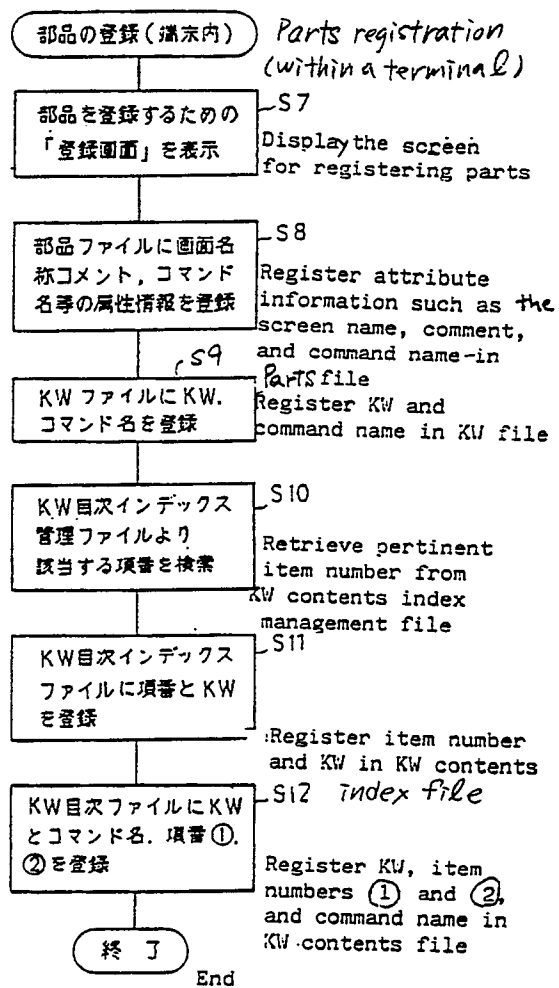 部品の登録(端末内)
Parts registration
(within a terminal)
S7
部品を登録するための
「登録画面」を表示
Display the screen
for registering parts
S8
部品ファイルに画面名
称コメント,コマンド
名等の属性情報を登録
Register attribute
information such as the
screen name, comment,
and command name in
Parts file
S9
KWファイルにKW.
コマンド名を登録
Register KW and
command name in KW file
S10
KW目次インデックス
管理ファイルより
該当する項番を検索
Retrieve pertinent
item number from
KW contents index
management file
S11
KW目次インデックス
ファイルに項番とKW
を登録
Register item number
and KW in KW contents
index file
S12
KW目次ファイルにKW
とコマンド名.項番①.
②を登録
Register KW, item
numbers ① and ②,
and command name in
KW contents file
終了
End